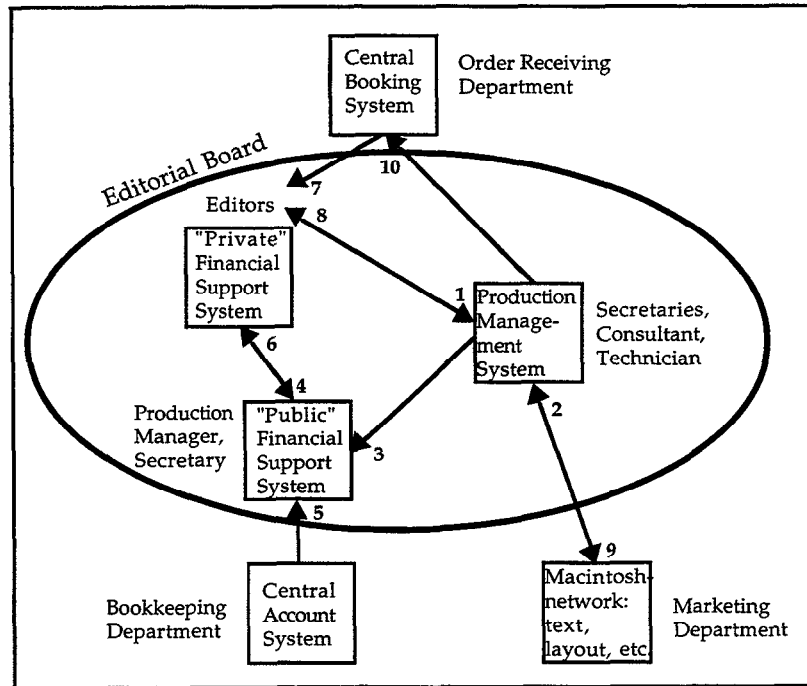 Central
Booking
System
Order Receiving
Department
Editorial Board
10
7
Editors
8
"Private"
Financial
Support
System
1
Production
Manage-
ment
System
Secretaries,
Consultant,
Technician
6
4
2
Production
Manager,
Secretary
"Public"
Financial
Support
System
3
5
9
Bookkeeping
Department
Central
Account
System
Macintosh-
network:
text,
layout, etc.
Marketing
Department